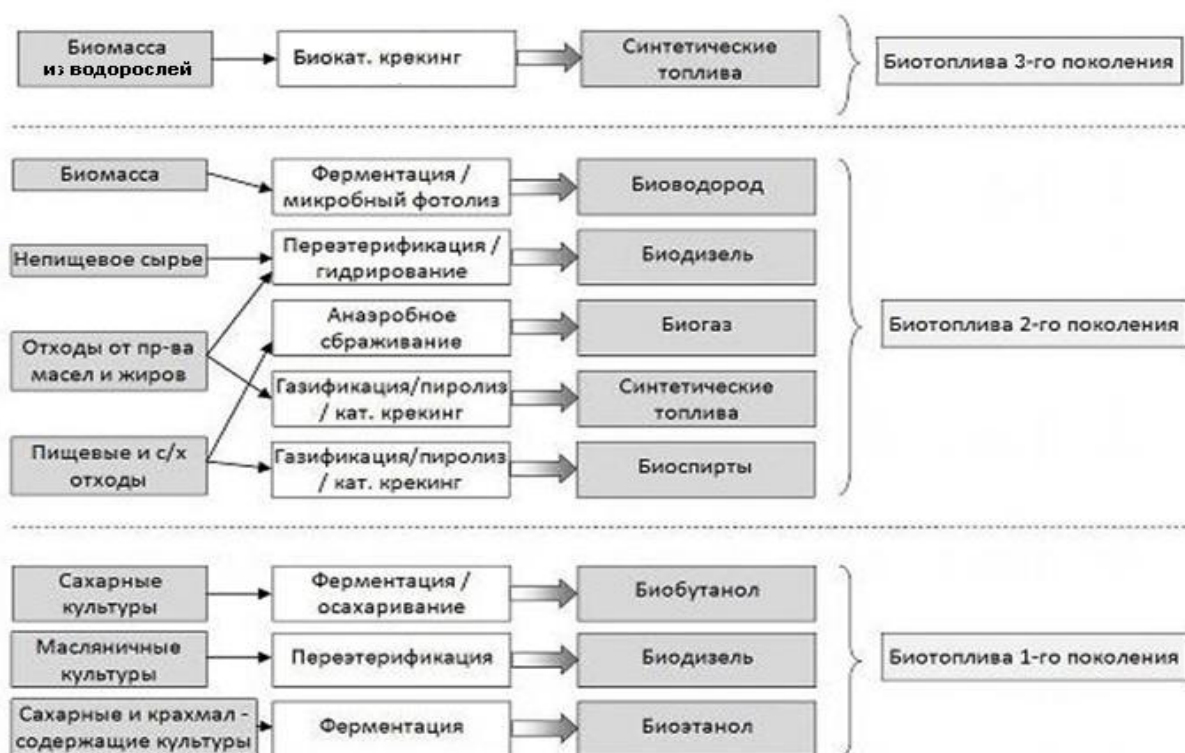 Биомасса
из водорослей
Биокат. крекинг
Синтетические
топлива
Биотоплива 3-го поколения
Биомасса
Ферментация /
микробный фотолиз
Биоводород
Непищевое сырье
Переэтерификация /
гидрирование
Биодизель
Отходы от пр-ва
масел и жиров
Анаэробное
сбраживание
Биогаз
Газификация/пиролиз
/ кат. крекинг
Синтетические
топлива
Пищевые и с/х
отходы
Газификация/пиролиз
/ кат. крекинг
Биоспирты
Биотоплива 2-го поколения
Сахарные
культуры
Ферментация /
осахаривание
Биобутанол
Масляничные
культуры
Переэтерификация
Биодизель
Сахарные и крахмал -
содержащие культуры
Ферментация
Биоэтанол
Биотоплива 1-го поколения